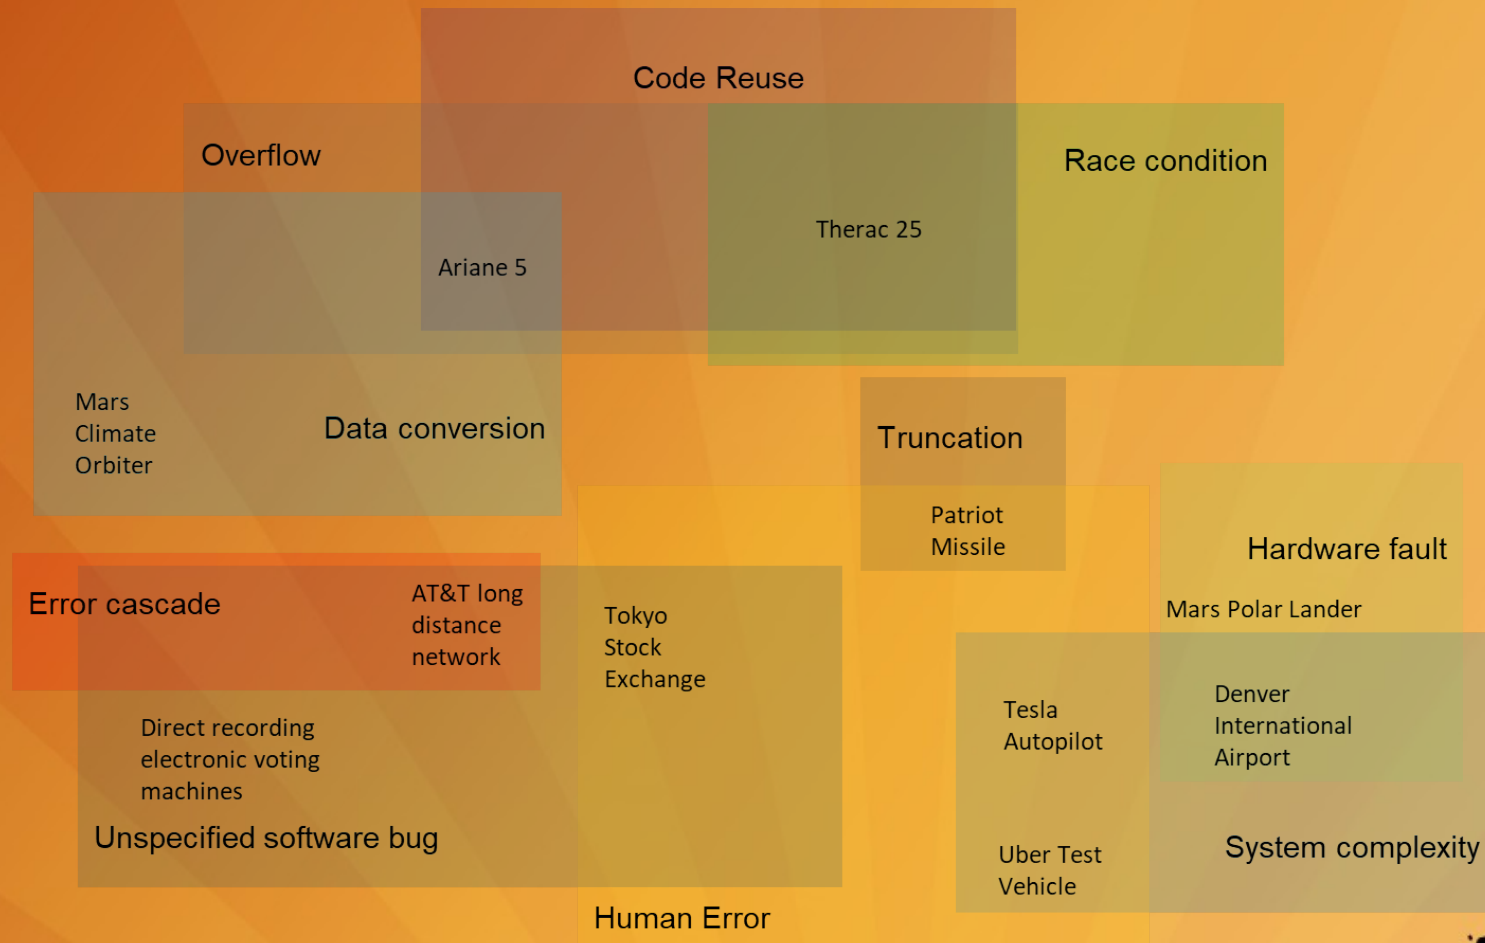 Code Reuse
Overflow
Race condition
Therac 25
Ariane 5
Mars
Climate
Orbiter
Data conversion
Truncation
Patriot
Missile
Hardware fault
Mars Polar Lander
Error cascade
AT&T long
distance
network
Tokyo
Stock
Exchange
Tesla
Autopilot
Denver
International
Airport
Direct recording
electronic voting
machines
Unspecified software bug
System complexity
Uber Test
Vehicle
Human Error